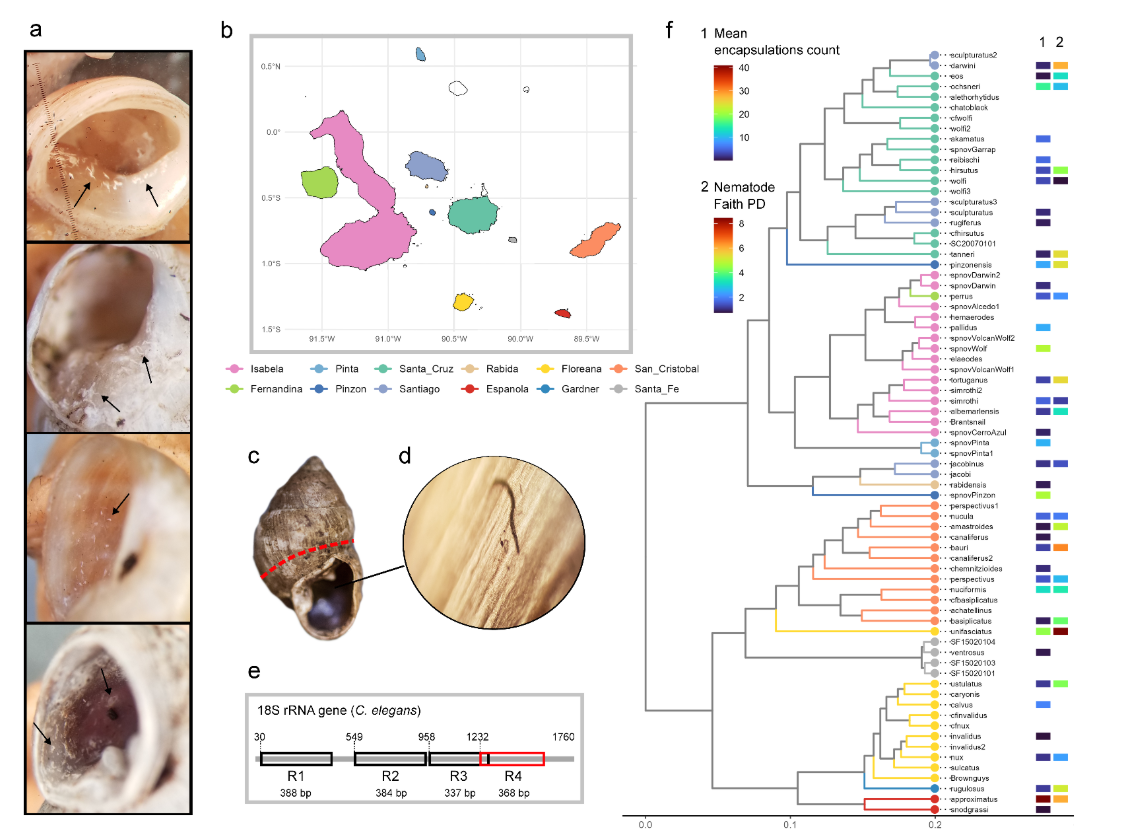 a
b
0.5°N
0.0°
0.5°S
1.0°S
1.5°S
91.5°W
91.0°W
90.5°W
90.0°W
89.5°W
Isabela
Pinta
Santa_Cruz
Rabida
Floreana
San_Cristobal
Fernandina
Pinzon
Santiago
Espanola
Gardner
Santa_Fe
c
d
e
18S rRNA gene (C. elegans)
30
549
958
1232
1760
R1
R2
R3
R4
388 bp
384 bp
337 bp
368 bp
f
1 Mean
encapsulations count
40
30
20
10
2 Nematode
Faith PD
8
6
4
2
1 2
sculpturatus2
darwini
eos
ochsneri
alethorhytidus
chatoblack
cfwolfi
wolfi2
akamatus
spnovGarrap
reibischi
hirsutus
wolfi
wolfi3
sculpturatus3
sculpturatus
rugiferus
cfhirsutus
SC20070101
tanneri
pinzonensis
spnovDarwin2
spnovDarwin
perrus
spnovAlcedo1
hemaerodes
pallidus
spnovVolcanWolf2
spnovWolf
elaeodes
spnovVolcanWolf1
tortuganus
simrothi2
simrothi
albemarlensis
Brantsnail
spnovCerroAzul
spnovPinta
spnovPinta1
jacobinus
jacobi
rabidensis
spnovPinzon
perspectivus1
nucula
amastroides
canaliferus
bauri
canaliferus2
chemnitzioides
perspectivus
nuciformis
cfbasiplicatus
achatellinus
basiplicatus
unifasciatus
SF15020104
ventrosus
SF15020103
SF15020101
ustulatus
caryonis
calvus
cfinvalidus
cfnux
invalidus
invalidus2
nux
sulcatus
Brownguys
rugulosus
approximatus
snodgrassi
0.0
0.1
0.2